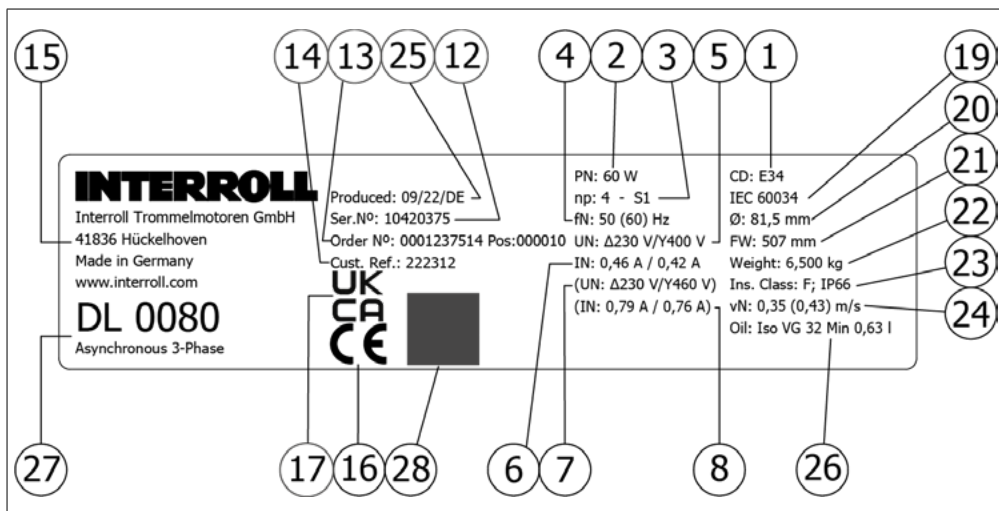 15 14 13 25 12 4 2 3 5 1 19
20
21
22
23
24
INTERROLL
Interroll Trommelmotoren GmbH
41836 Hückelhoven
Made in Germany
www.interroll.com
DL 0080
Asynchronous 3-Phase
Produced: 09/22/DE
Ser.Nº: 10420375
Order Nº: 0001237514 Pos:000010
Cust. Ref.: 222312
UK
CA
CE
PN: 60 W
np: 4 - S1
fN: 50 (60) Hz
UN: Δ230 V/Y400 V
IN: 0,46 A / 0,42 A
(UN: Δ230 V/Y460 V)
(IN: 0,79 A / 0,76 A)
CD: E34
IEC 60034
Ø: 81,5 mm
FW: 507 mm
Weight: 6,500 kg
Ins. Class: F; IP66
vN: 0,35 (0,43) m/s
Oil: Iso VG 32 Min 0,63 l
27 17 16 28 6 7 8 26